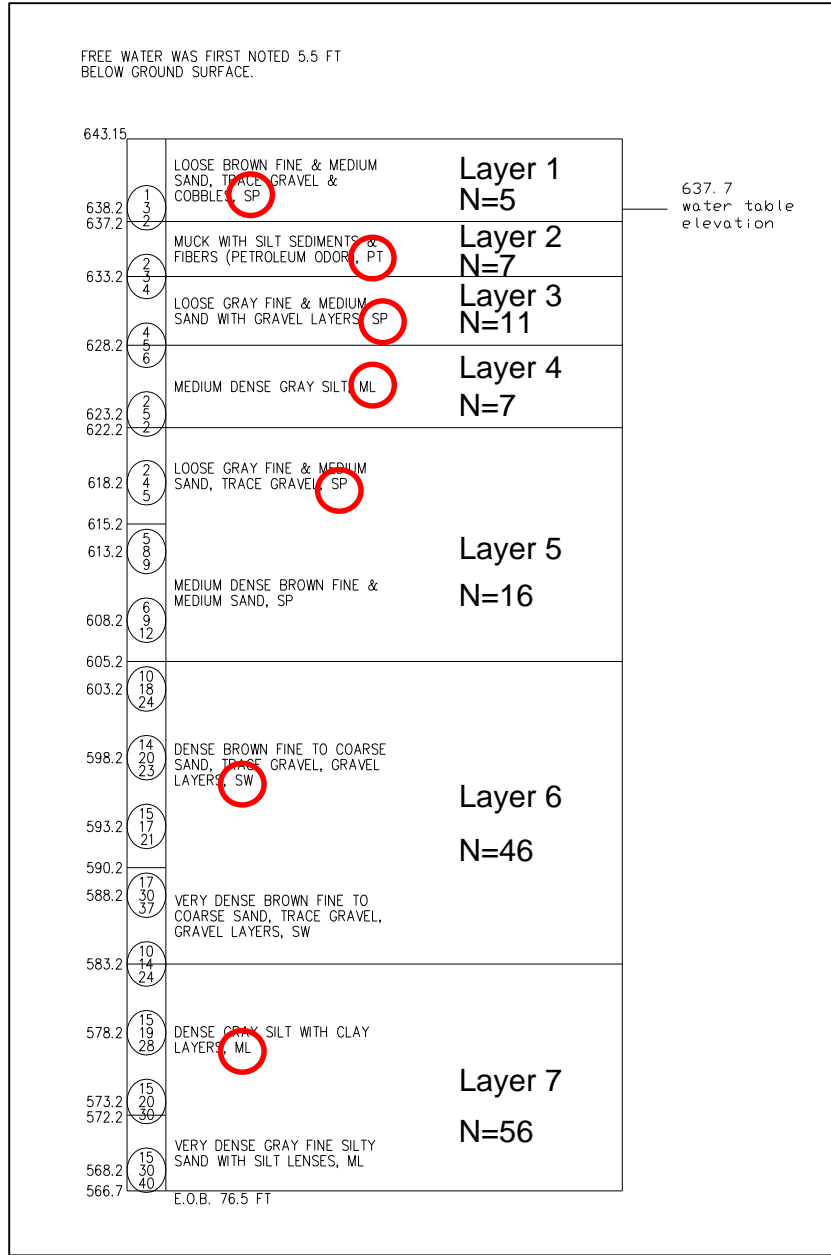 FREE WATER WAS FIRST NOTED 5.5 FT
BELOW GROUND SURFACE.
643.15
LOOSE BROWN FINE & MEDIUM
SAND, TRACE GRAVEL &
COBBLES, SP
Layer 1
N=5
637. 7
water table
elevation
638.2
1
3
2
637.2
MUCK WITH SILT SEDIMENTS &
FIBERS (PETROLEUM ODOR), PT
Layer 2
N=7
633.2
2
3
4
LOOSE GRAY FINE & MEDIUM
SAND WITH GRAVEL LAYERS, SP
Layer 3
N=11
628.2
4
5
6
MEDIUM DENSE GRAY SILT, ML
Layer 4
N=7
623.2
2
5
2
622.2
LOOSE GRAY FINE & MEDIUM
SAND, TRACE GRAVEL, SP
618.2
2
4
5
615.2
613.2
5
8
9
Layer 5
N=16
MEDIUM DENSE BROWN FINE &
MEDIUM SAND, SP
608.2
6
9
12
605.2
603.2
10
18
24
598.2
14
20
23
DENSE BROWN FINE TO COARSE
SAND, TRACE GRAVEL, GRAVEL
LAYERS, SW
Layer 6
N=46
593.2
15
17
21
590.2
588.2
17
30
37
VERY DENSE BROWN FINE TO
COARSE SAND, TRACE GRAVEL,
GRAVEL LAYERS, SW
583.2
10
14
24
578.2
15
19
28
DENSE GRAY SILT WITH CLAY
LAYERS, ML
Layer 7
N=56
573.2
15
20
30
572.2
VERY DENSE GRAY FINE SILTY
SAND WITH SILT LENSES, ML
568.2
15
30
40
566.7
E.O.B. 76.5 FT